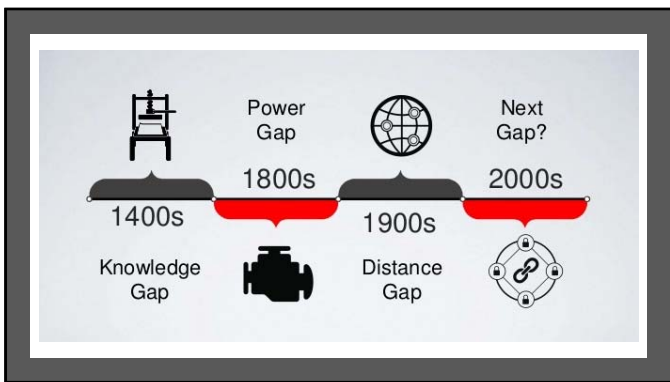 Power
Gap
Next
Gap?
1800s
2000s
1400s
1900s
Knowledge
Gap
Distance
Gap